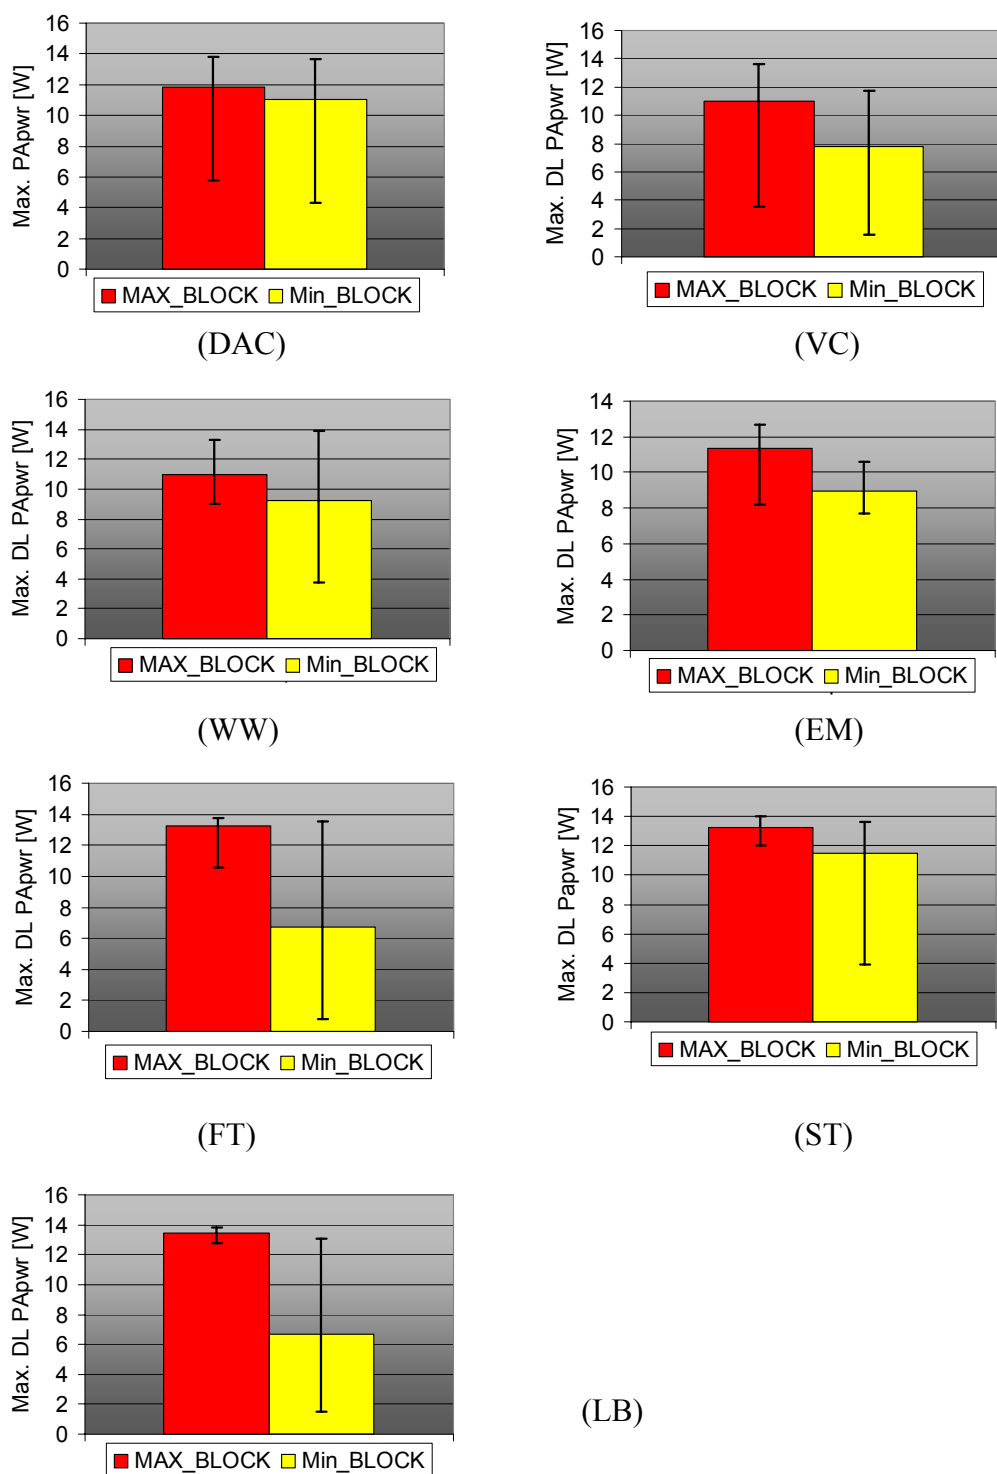 Max. PApwr [W]
16
14
12
10
8
6
4
2
0
MAX_BLOCK Min_BLOCK
(DAC)
Max. DL PApwr [W]
16
14
12
10
8
6
4
2
0
MAX_BLOCK Min_BLOCK
(VC)
Max. DL PApwr [W]
16
14
12
10
8
6
4
2
0
MAX_BLOCK Min_BLOCK
(WW)
Max. DL PApwr [W]
14
12
10
8
6
4
2
0
MAX_BLOCK Min_BLOCK
(EM)
Max. DL PApwr [W]
16
14
12
10
8
6
4
2
0
MAX_BLOCK Min_BLOCK
(FT)
Max. DL Papwr [W]
16
14
12
10
8
6
4
2
0
MAX_BLOCK Min_BLOCK
(ST)
Max. DL PApwr [W]
16
14
12
10
8
6
4
2
0
MAX_BLOCK Min_BLOCK
(LB)